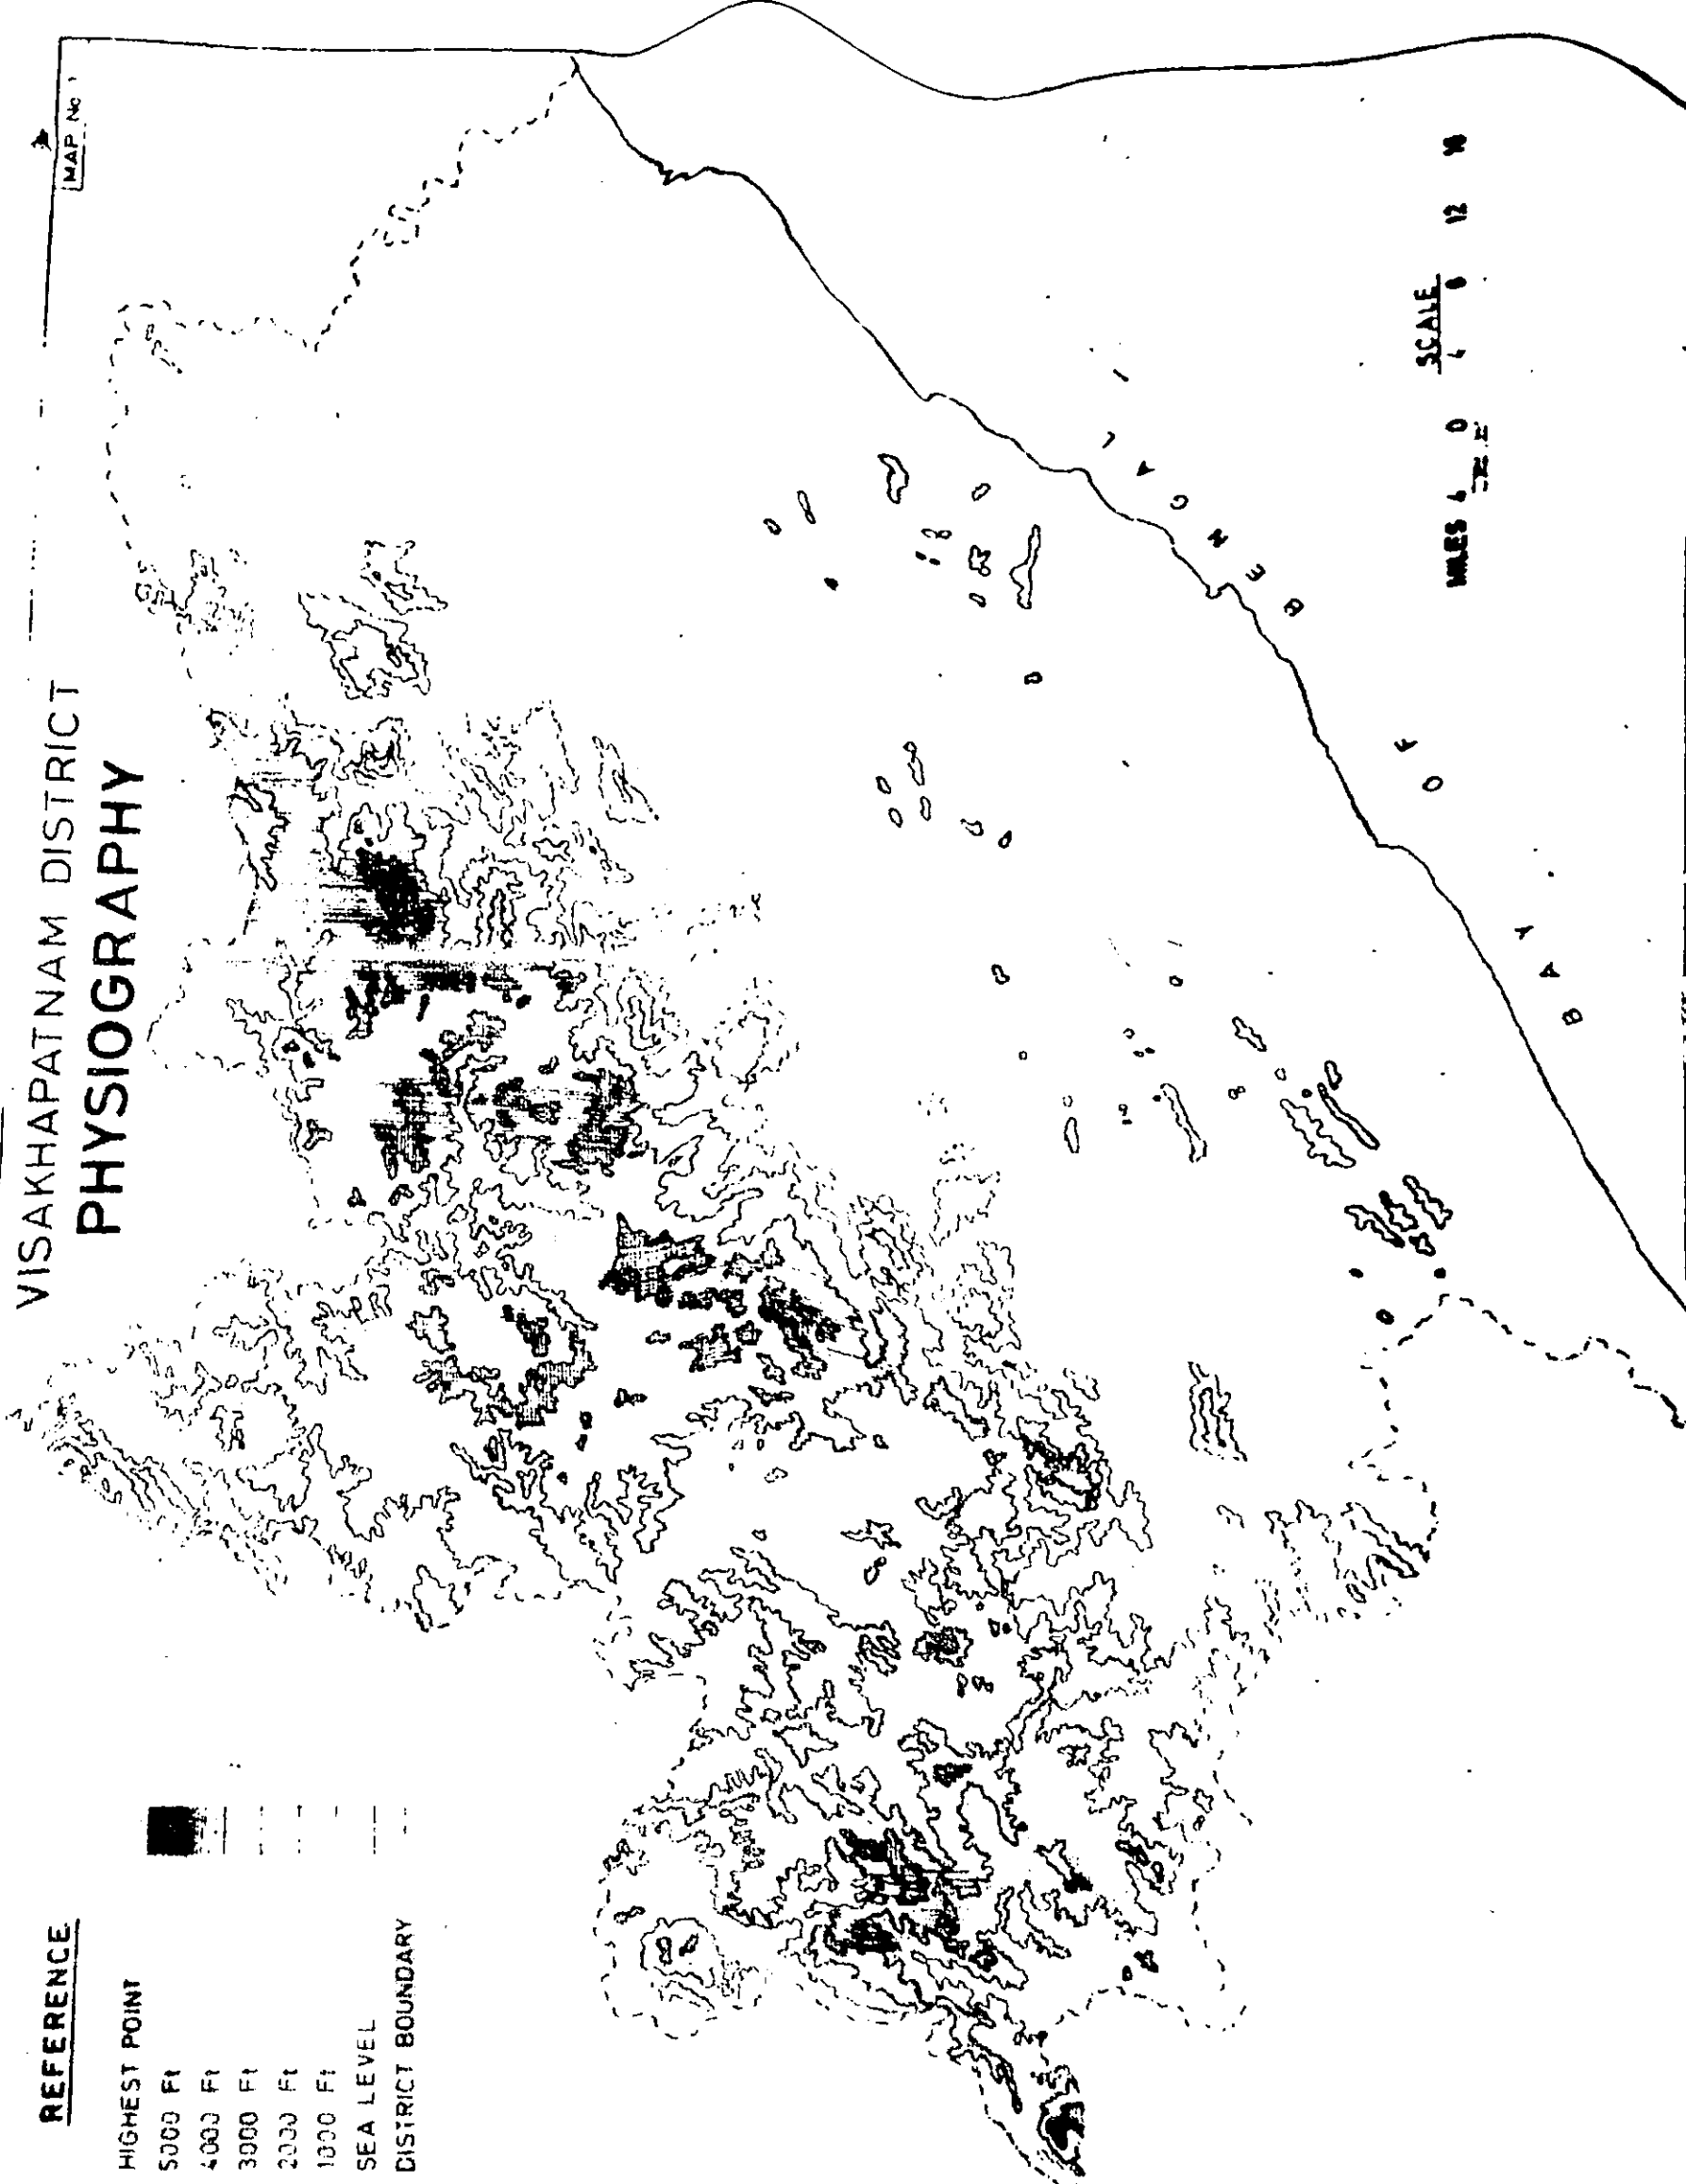 MAP No 1
VISAKHAPATNAM DISTRICT
PHYSIOGRAPHY
REFERENCE
HIGHEST POINT
5000 Ft
4000 Ft
3000 Ft
2000 Ft
1000 Ft
SEA LEVEL
DISTRICT BOUNDARY
BAY OF BENGAL
SCALE
MILES 4 0 4 8 12 16